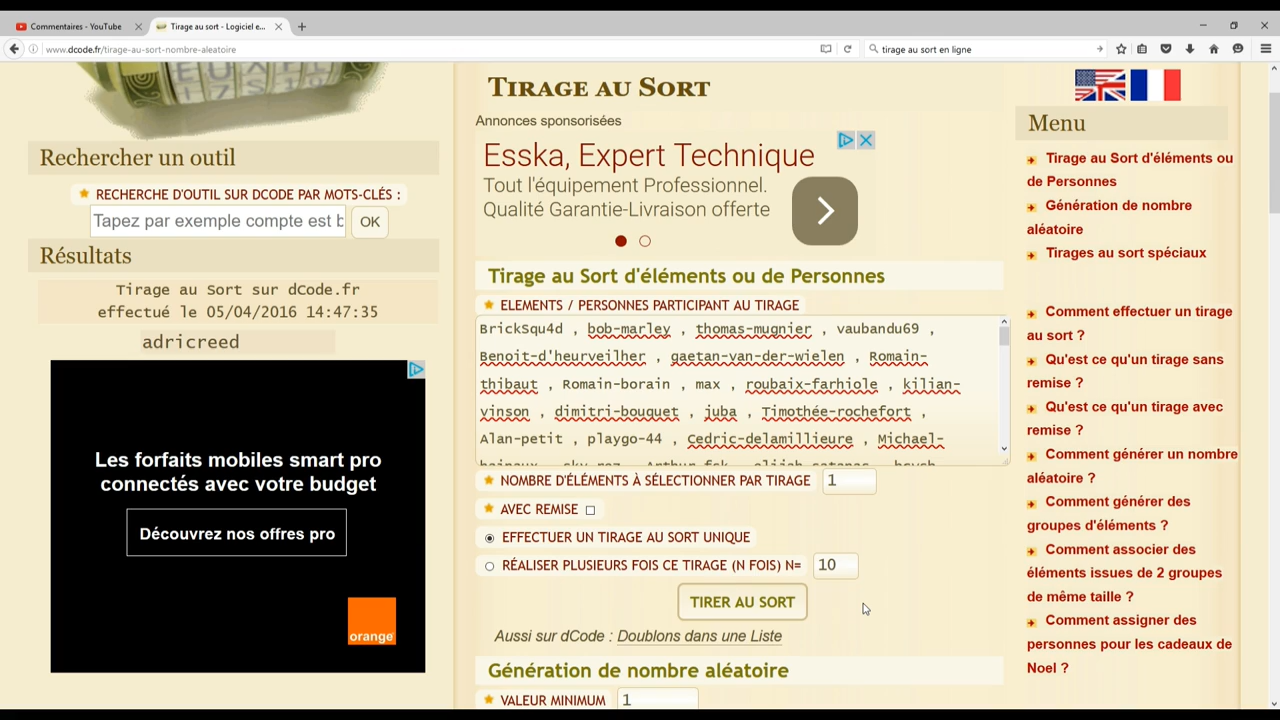 Commentaires - YouTube
Tirage au sort - Logiciel e...
www.dcode.fr/tirage-au-sort-nombre-aleatoire
tirage au sort en ligne
Rechercher un outil
RECHERCHE D'OUTIL SUR DCODE PAR MOTS-CLÉS :
Tapez par exemple compte est b
OK
Résultats
Tirage au Sort sur dCode.fr
effectué le 05/04/2016 14:47:35
adricreed
Les forfaits mobiles smart pro
connectés avec votre budget
Découvrez nos offres pro
orange
TIRAGE AU SORT
Annonces sponsorisées
Esska, Expert Technique
Tout l'équipement Professionnel.
Qualité Garantie-Livraison offerte
Tirage au Sort d'éléments ou de Personnes
ELEMENTS / PERSONNES PARTICIPANT AU TIRAGE
BrickSqu4d , bob-marley , thomas-mugnier , vaubandu69 ,
Benoit-d'heurveilher , gaetan-van-der-wielen , Romain-
thibaut , Romain-borain , max , roubaix-farhiole , kilian-
vinson , dimitri-bouquet , juba , Timothée-rochefort ,
Alan-petit , playgo-44 , Cedric-delamillieure , Michael-
NOMBRE D'ÉLÉMENTS À SÉLECTIONNER PAR TIRAGE 1
AVEC REMISE
EFFECTUER UN TIRAGE AU SORT UNIQUE
RÉALISER PLUSIEURS FOIS CE TIRAGE (N FOIS) N= 10
TIRER AU SORT
Aussi sur dCode : Doublons dans une Liste
Génération de nombre aléatoire
VALEUR MINIMUM 1
Menu
Tirage au Sort d'éléments ou
de Personnes
Génération de nombre
aléatoire
Tirages au sort spéciaux
Comment effectuer un tirage
au sort ?
Qu'est ce qu'un tirage sans
remise ?
Qu'est ce qu'un tirage avec
remise ?
Comment générer un nombre
aléatoire ?
Comment générer des
groupes d'éléments ?
Comment associer des
éléments issues de 2 groupes
de même taille ?
Comment assigner des
personnes pour les cadeaux de
Noel ?